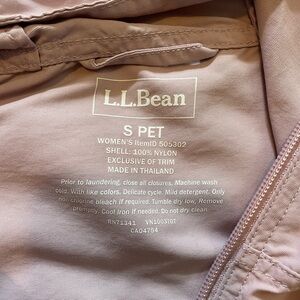 L.L.Bean
S PET
WOMEN'S ItemID 505302
SHELL: 100% NYLON
EXCLUSIVE OF TRIM
MADE IN THAILAND
Prior to laundering, close all closures. Machine wash
cold. With like colors. Delicate cycle. Mild detergent. Only
non chlorine bleach if required. Tumble dry low. Remove
promptly. Cool iron if needed. Do not dry clean.
RN71341
CA04764